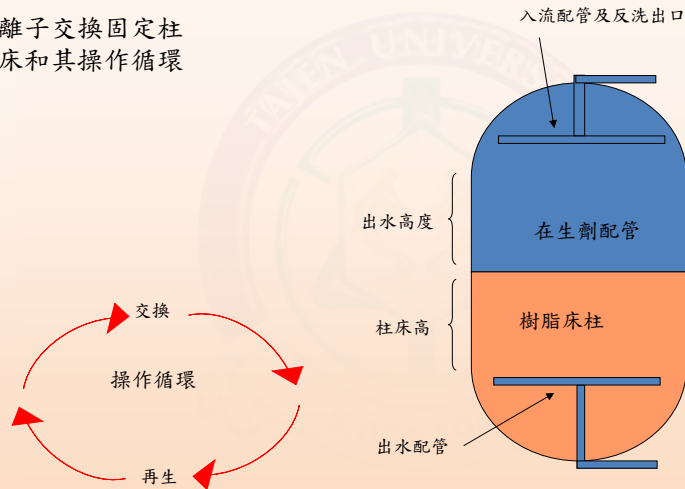 離子交換固定柱
床和其操作循環
入流配管及反洗出口
出水高度
在生劑配管
柱床高
樹脂床柱
出水配管
交換
操作循環
再生
TAJEN UNIVERS